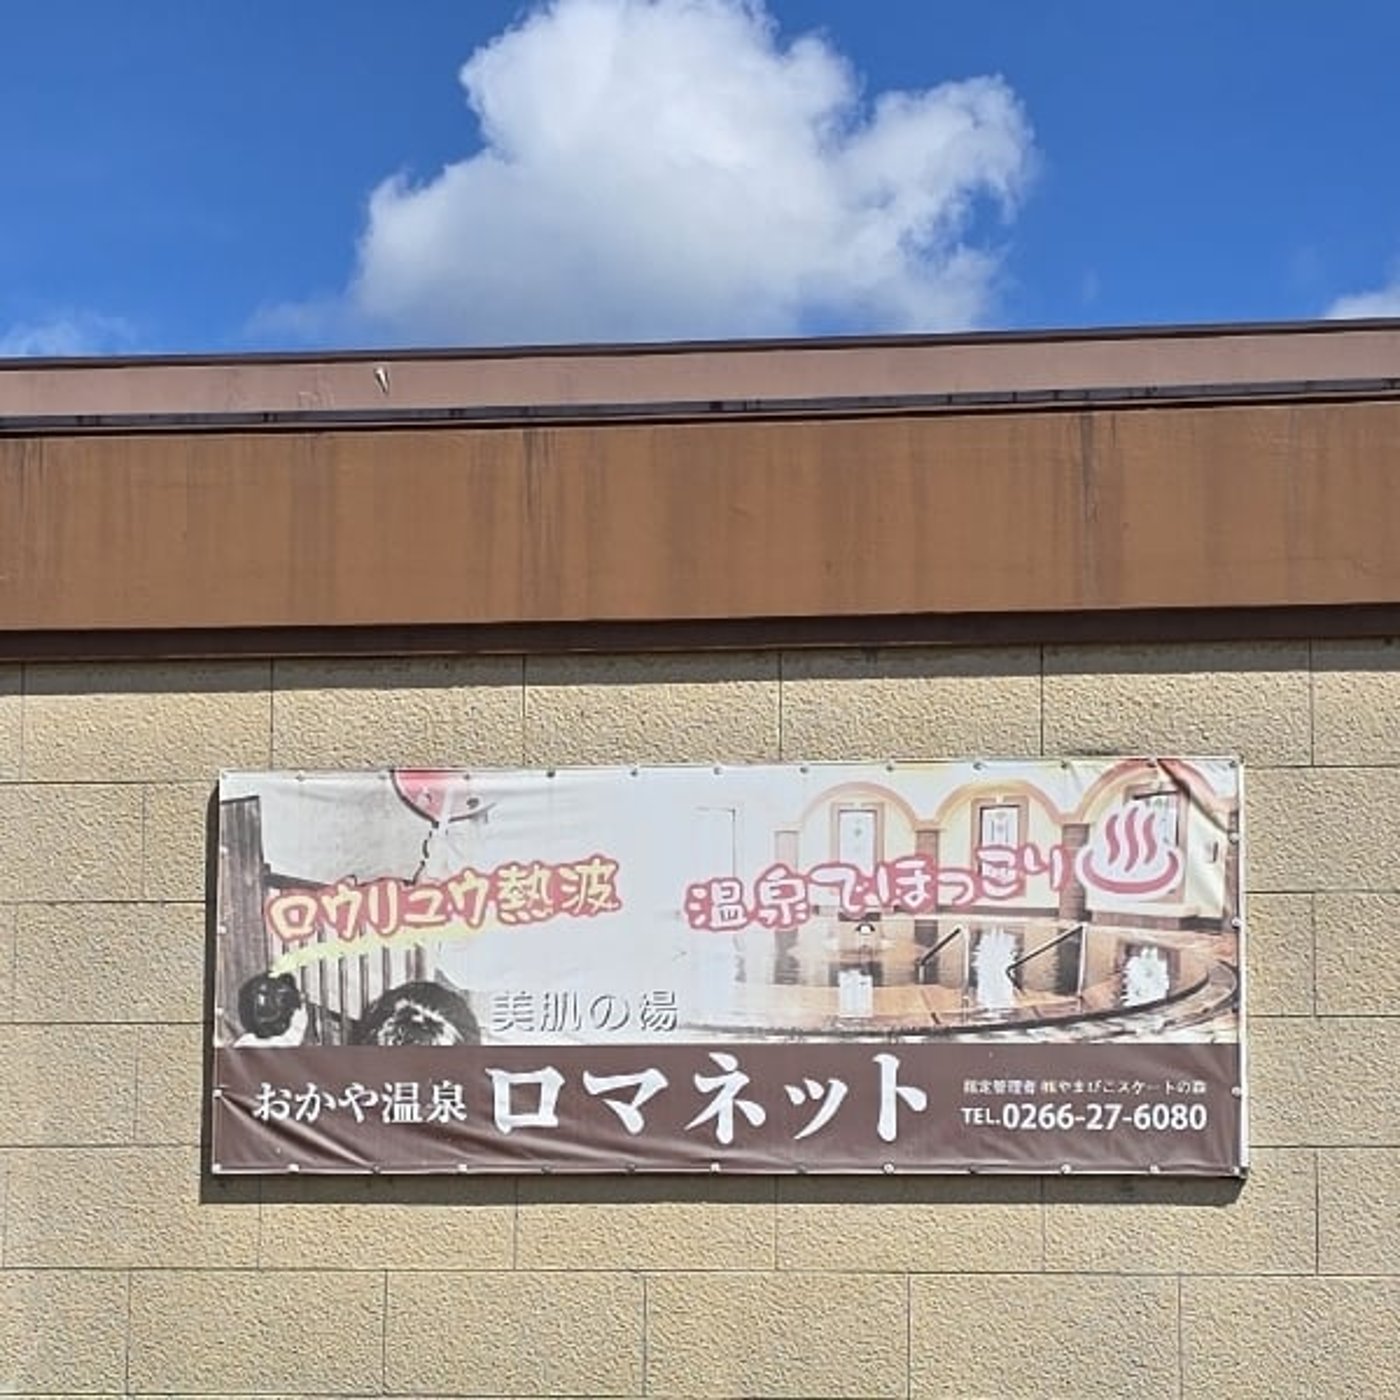 ロウリュウ熱波
温泉でほっこり
美肌の湯
おかや温泉 ロマネット
指定管理者 ㈱やまびこスケートの森
TEL.0266-27-6080